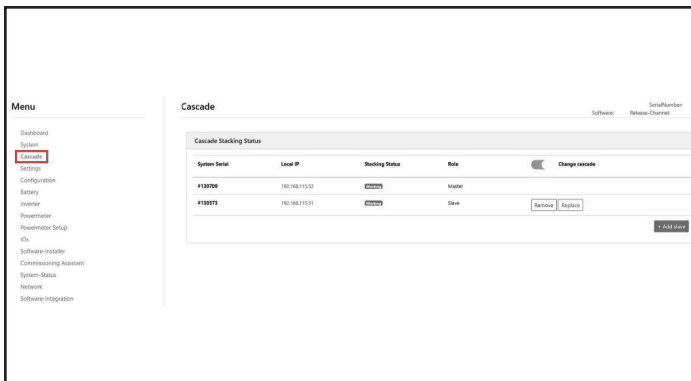 Menu
Dashboard
System
Cascade
Settings
Configuration
Battery
Inverter
Powermeter
Powermeter Setup
IOs
Software-Installer
Commissioning Assistant
System-Status
Network
Software-Integration
Cascade
SerialNumber:
Software: Release-Channel:
Cascade Stacking Status
System Serial Local IP Stacking Status Role Change cascade
#130709 192.168.115.52 Working Master
#130373 192.168.115.51 Working Slave Remove Replace
+ Add slave